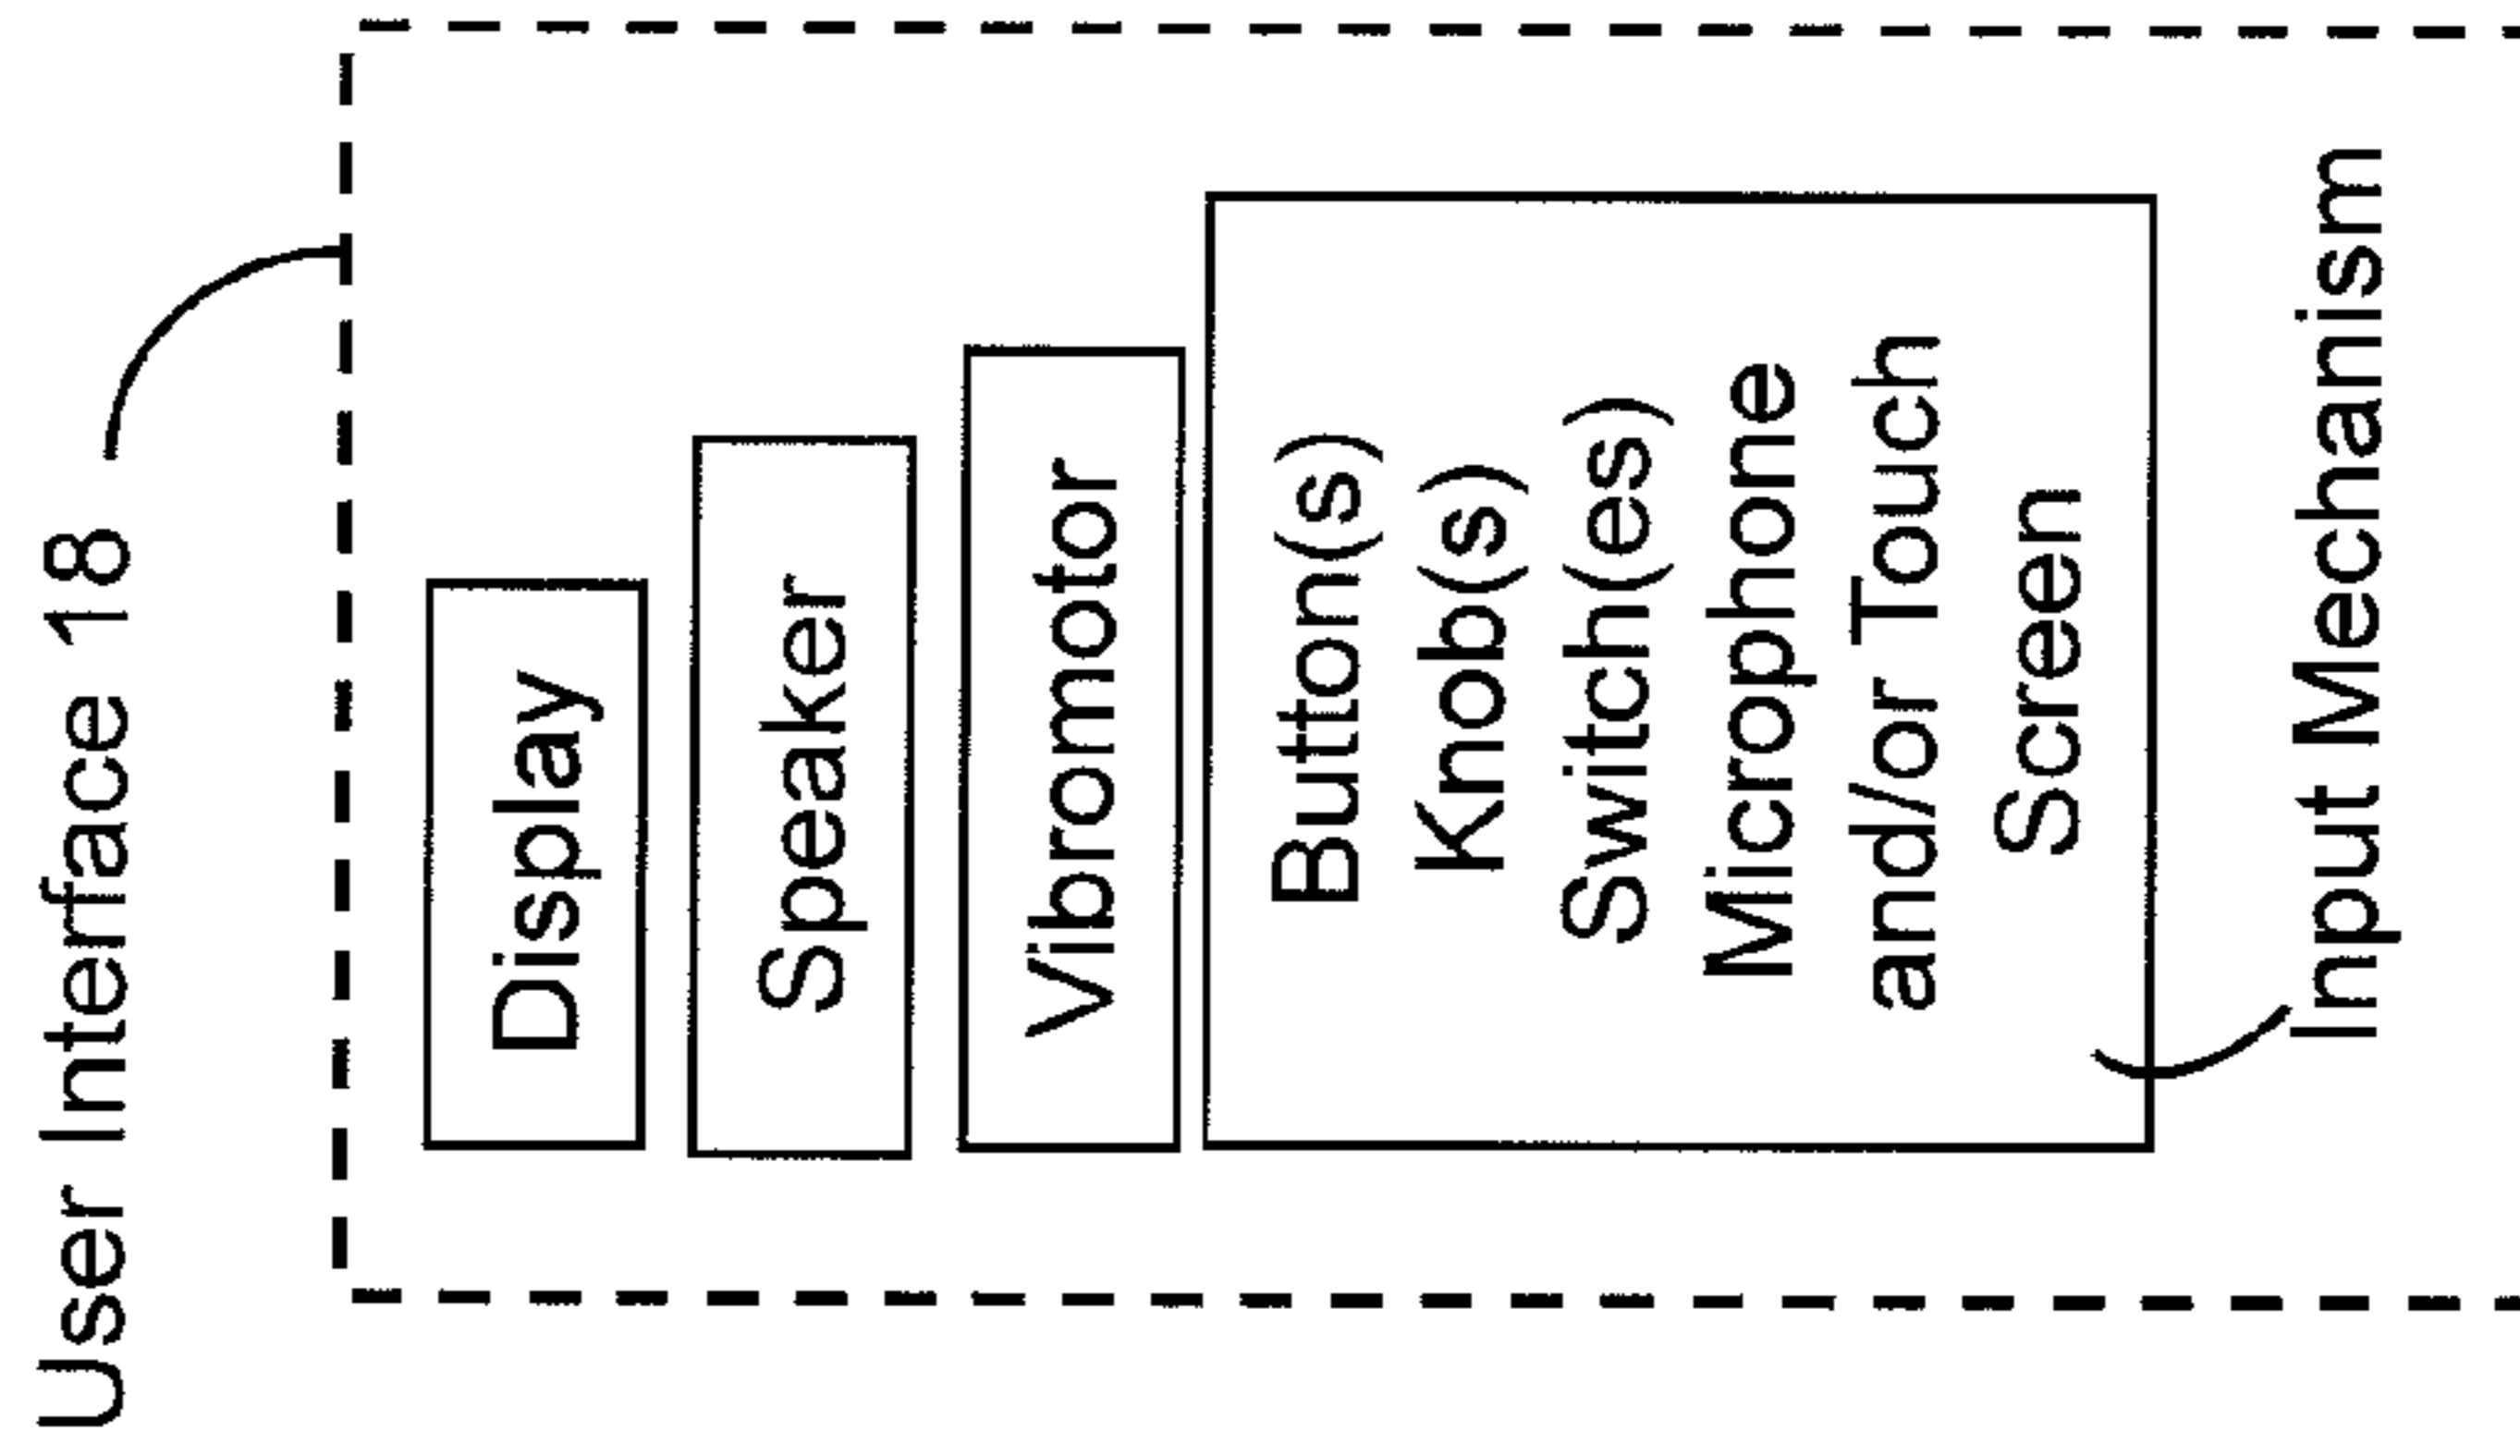 User Interface 18
Display
Speaker
Vibromotor
Button(s)
Knob(s)
Switch(es)
Microphone
and/or Touch
Screen
Input Mechanism